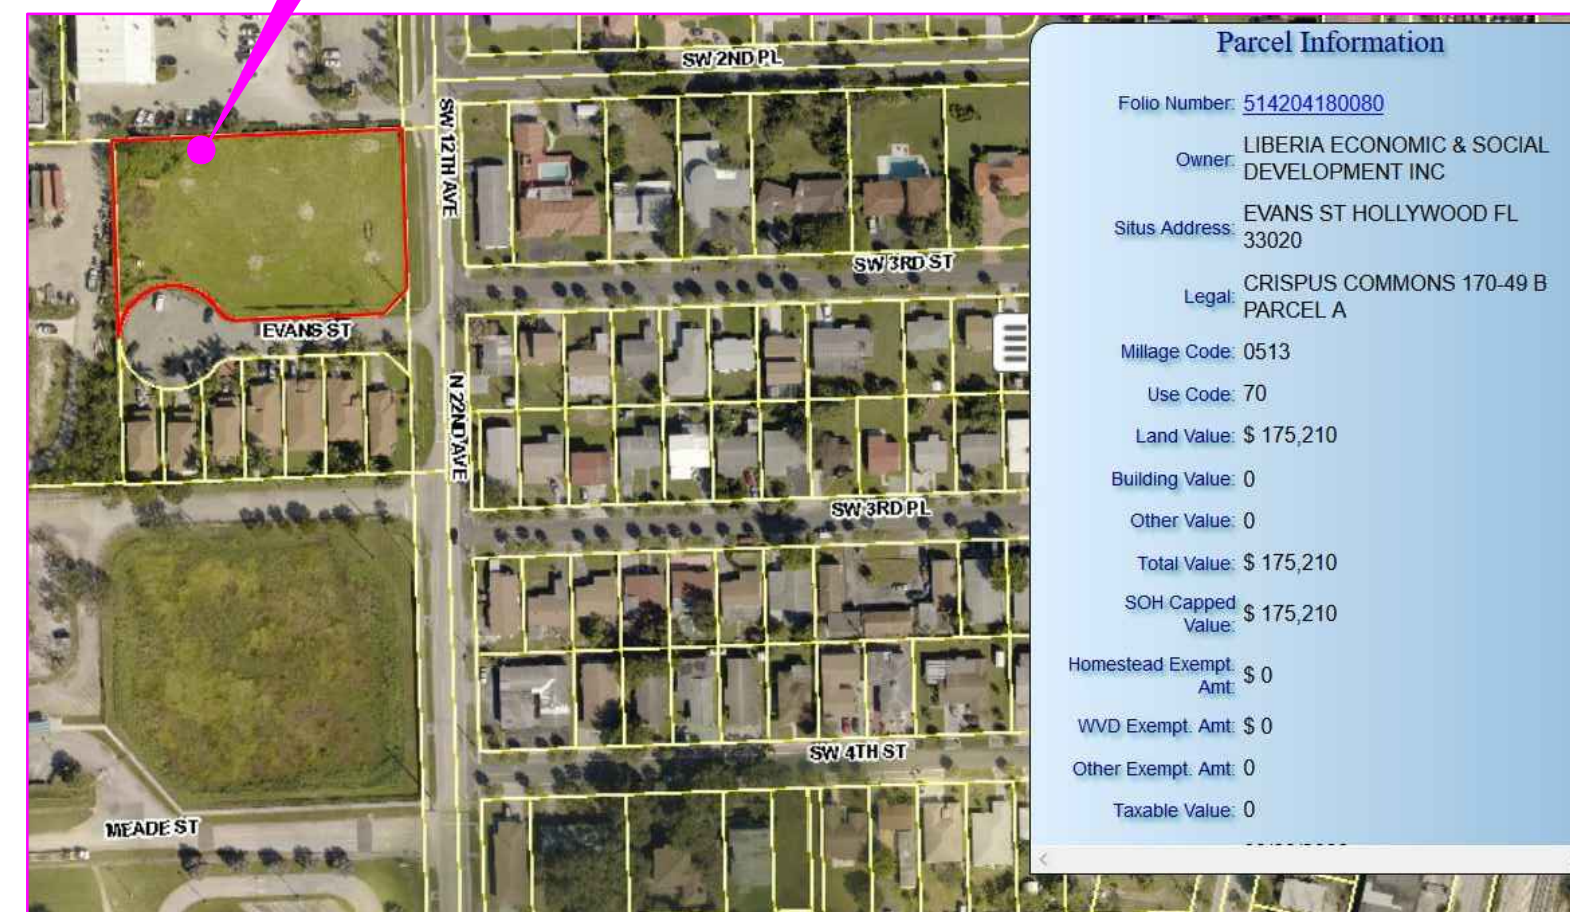 SW 2ND PL
SW 12TH AVE
SW 3RD ST
EVANS ST
N 22ND AVE
SW 3RD PL
SW 4TH ST
MEADE ST
Parcel Information
Folio Number: 514204180080
Owner: LIBERIA ECONOMIC & SOCIAL
DEVELOPMENT INC
Situs Address: EVANS ST HOLLYWOOD FL
33020
Legal: CRISPUS COMMONS 170-49 B
PARCEL A
Millage Code: 0513
Use Code: 70
Land Value: $ 175,210
Building Value: 0
Other Value: 0
Total Value: $ 175,210
SOH Capped
Value: $ 175,210
Homestead Exempt.
Amt: $ 0
WVD Exempt. Amt: $ 0
Other Exempt. Amt: 0
Taxable Value: 0